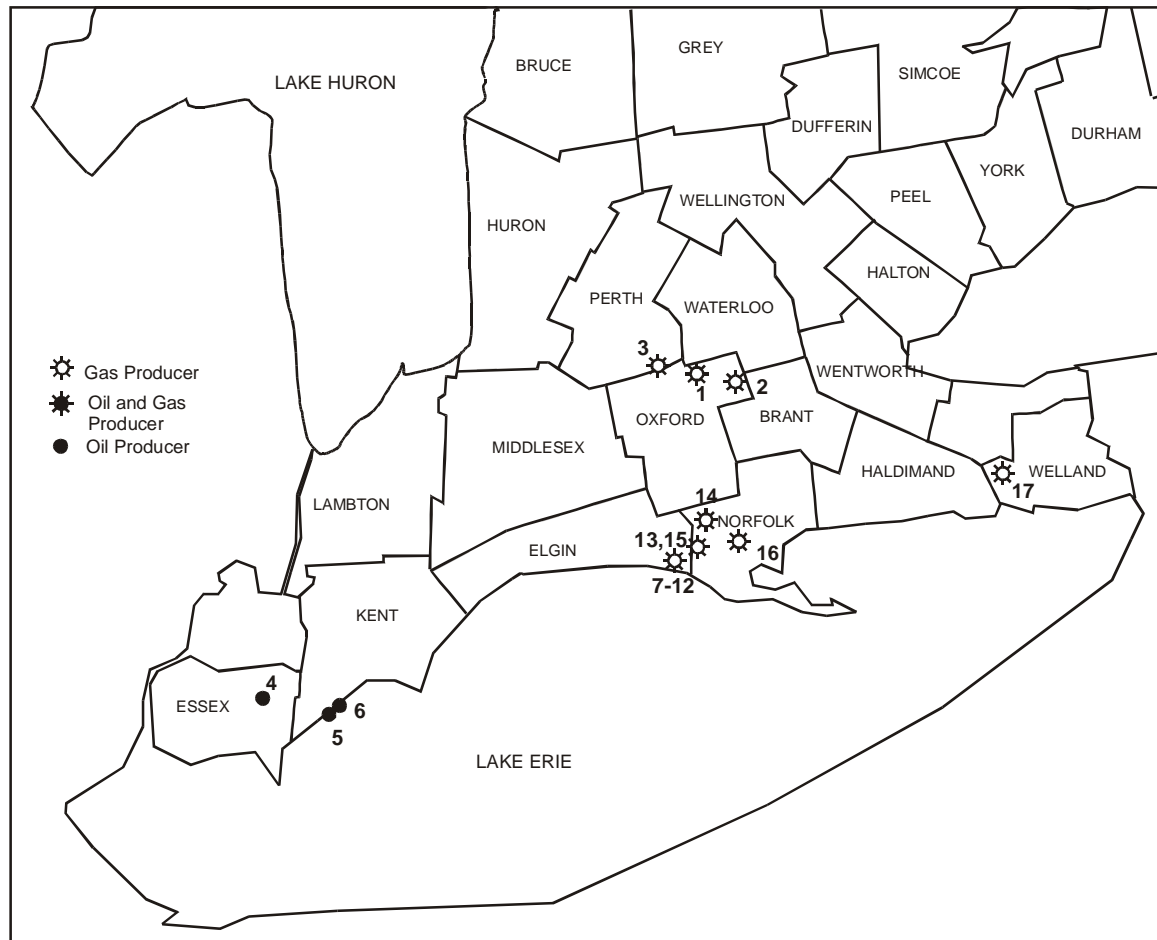 GREY
BRUCE
SIMCOE
LAKE HURON
DUFFERIN
DURHAM
YORK
WELLINGTON
PEEL
HURON
HALTON
PERTH
WATERLOO
3
1
2
WENTWORTH
Gas Producer
Oil and Gas
Producer
Oil Producer
OXFORD
BRANT
MIDDLESEX
HALDIMAND
WELLAND
17
LAMBTON
14
NORFOLK
13,15
16
ELGIN
7-12
KENT
4
ESSEX
6
5
LAKE ERIE